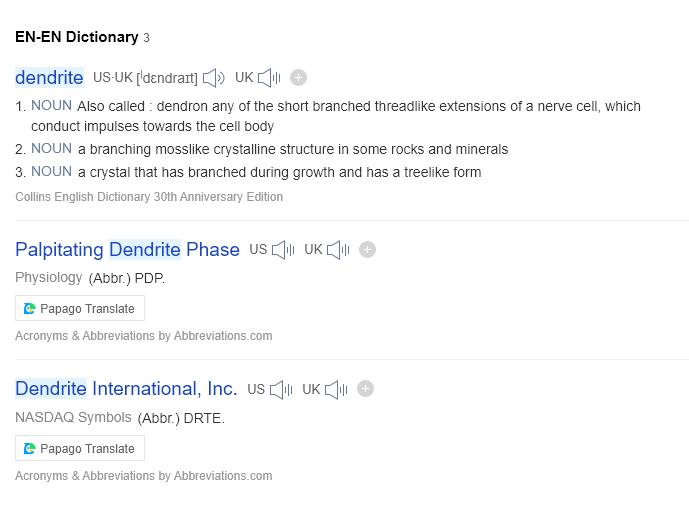 EN-EN Dictionary 3
dendrite US·UK [ˈdɛndraɪt] UK
1. NOUN Also called : dendron any of the short branched threadlike extensions of a nerve cell, which
conduct impulses towards the cell body
2. NOUN a branching mosslike crystalline structure in some rocks and minerals
3. NOUN a crystal that has branched during growth and has a treelike form
Collins English Dictionary 30th Anniversary Edition
Palpitating Dendrite Phase US UK
Physiology (Abbr.) PDP.
Papago Translate
Acronyms & Abbreviations by Abbreviations.com
Dendrite International, Inc. US UK
NASDAQ Symbols (Abbr.) DRTE.
Papago Translate
Acronyms & Abbreviations by Abbreviations.com